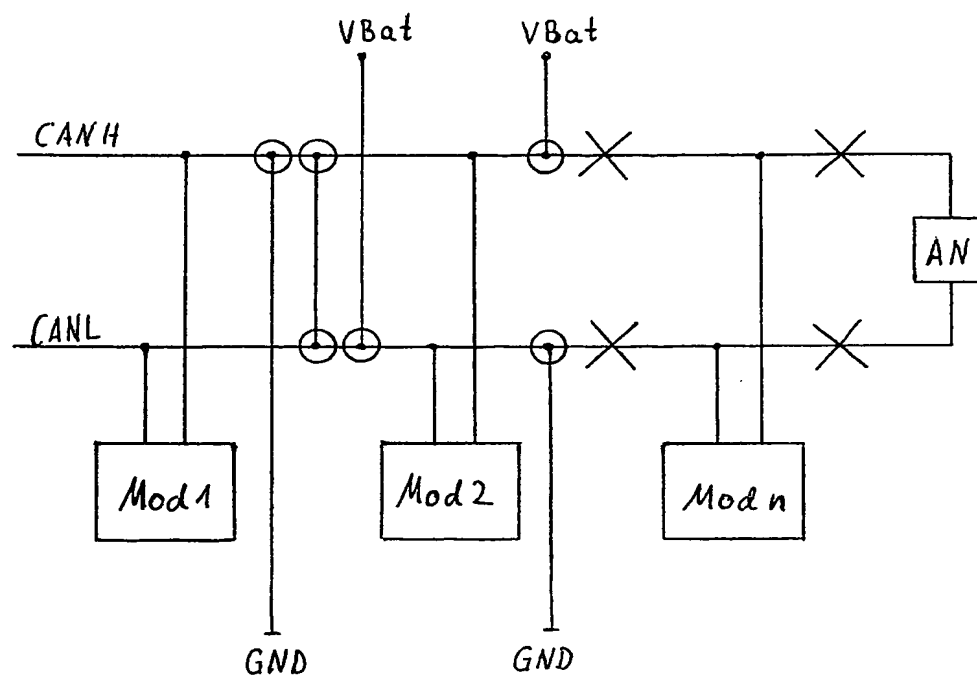 VBat
VBat
CANH
AN
CANL
Mod 1
Mod 2
Mod n
GND
GND